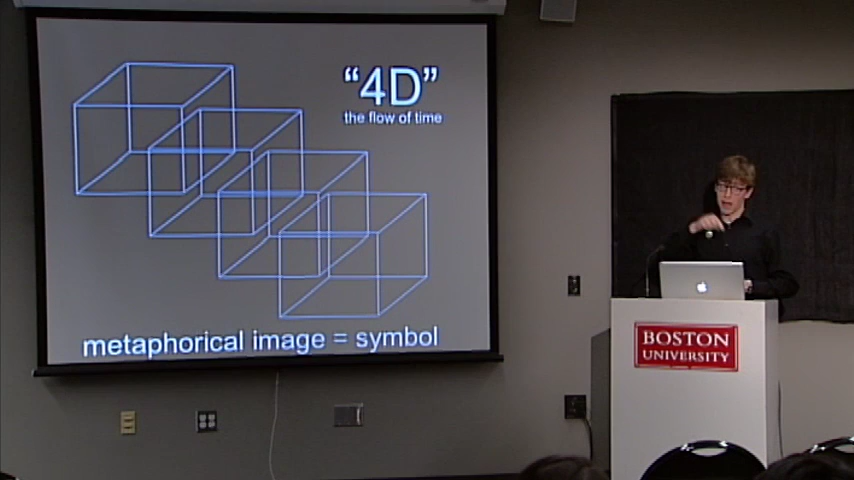 “4D”
the flow of time
metaphorical image = symbol
BOSTON
UNIVERSITY